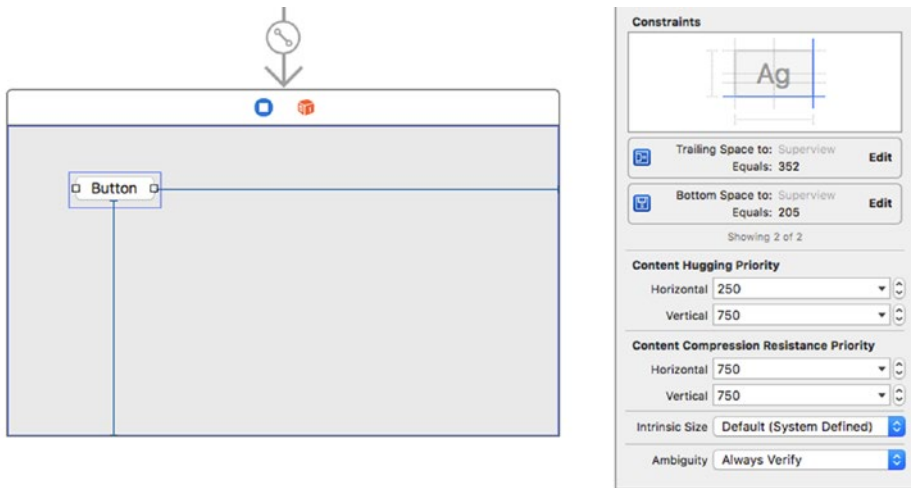 Button
Constraints
Ag
Trailing Space to: Superview
Equals: 352
Edit
Bottom Space to: Superview
Equals: 205
Edit
Showing 2 of 2
Content Hugging Priority
Horizontal 250
Vertical 750
Content Compression Resistance Priority
Horizontal 750
Vertical 750
Intrinsic Size Default (System Defined)
Ambiguity Always Verify